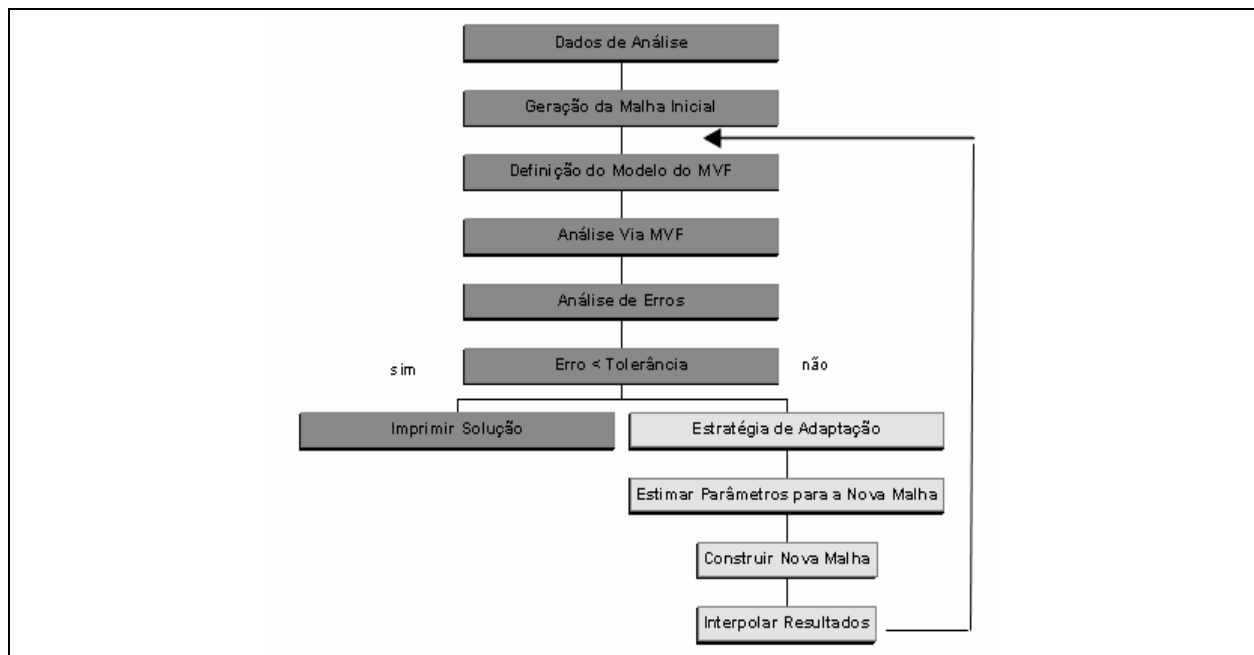 Dados de Análise
Geração da Malha Inicial
Definição do Modelo do MVF
Análise Via MVF
Análise de Erros
sim
Erro < Tolerância
não
Imprimir Solução
Estratégia de Adaptação
Estimar Parâmetros para a Nova Malha
Construir Nova Malha
Interpolar Resultados